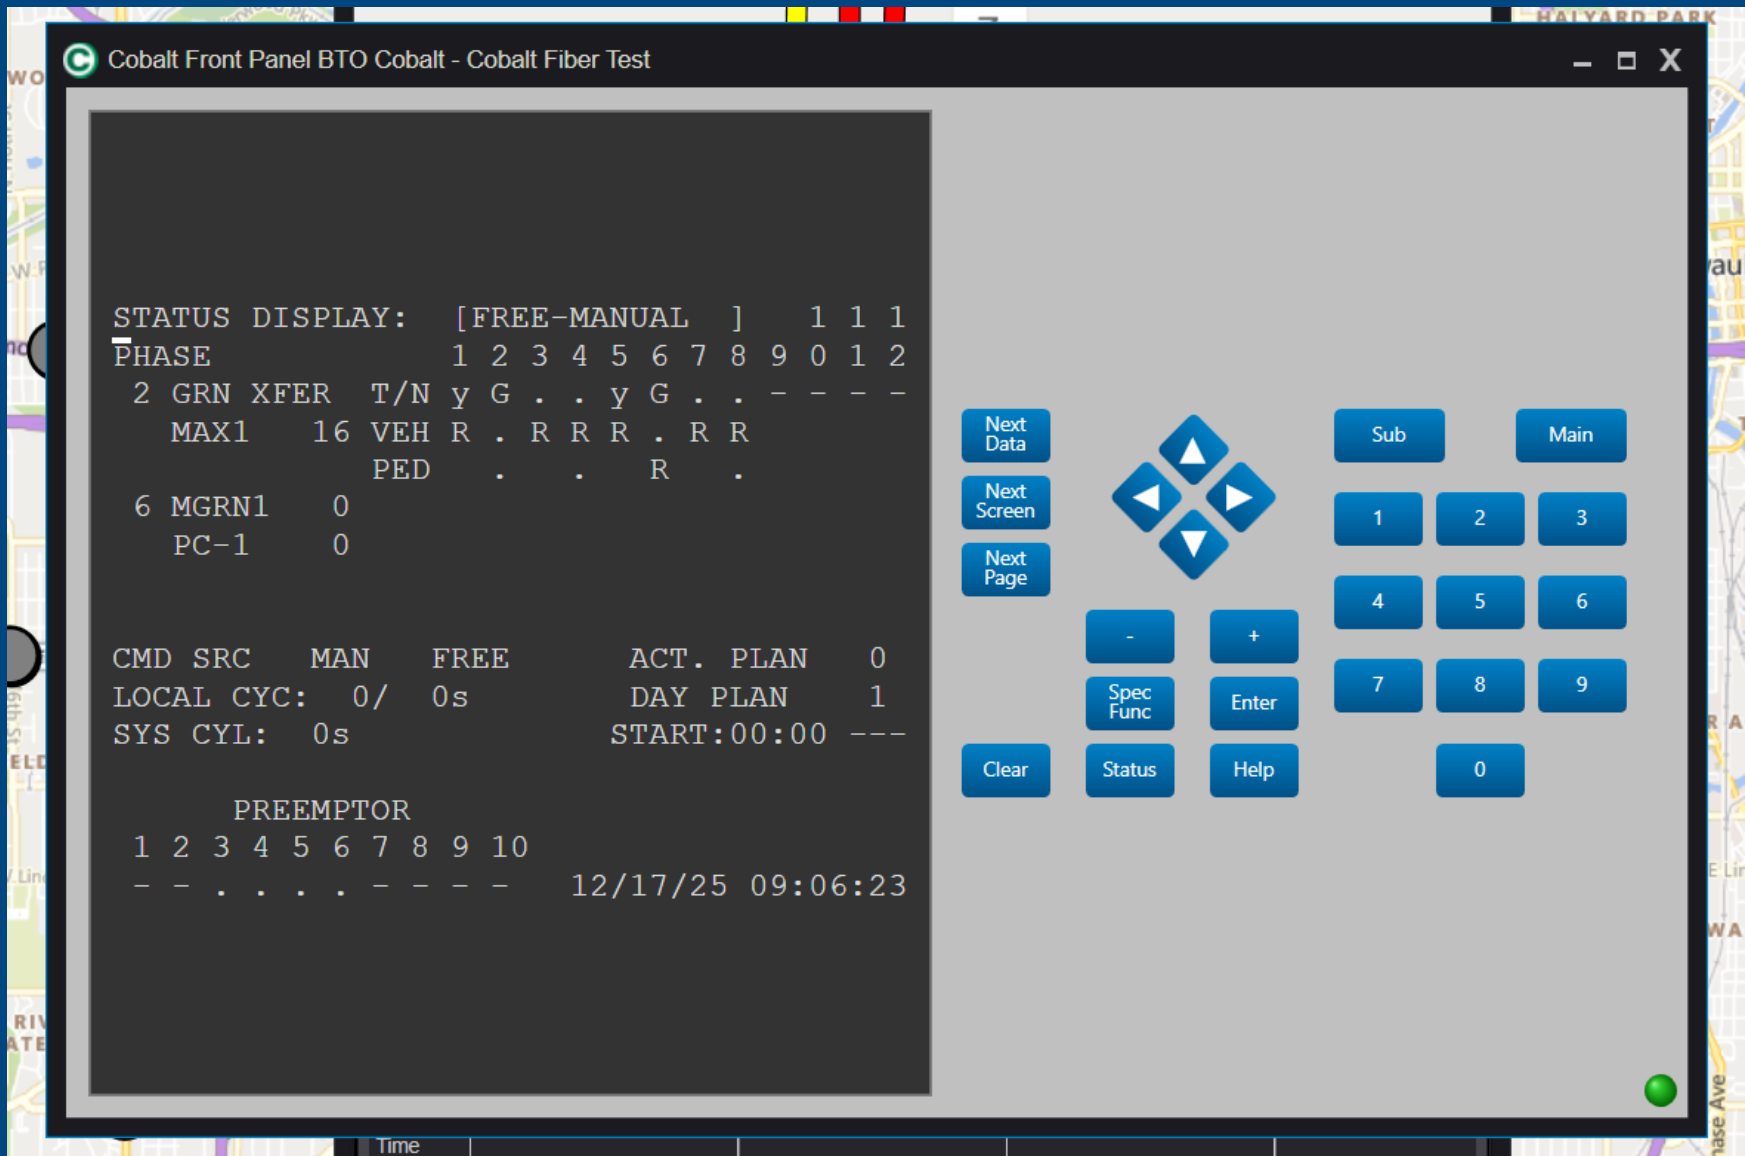 HALYARD PARK
Cobalt Front Panel BTO Cobalt - Cobalt Fiber Test
X
STATUS DISPLAY: [FREE-MANUAL ] 1 1 1
PHASE 1 2 3 4 5 6 7 8 9 0 1 2
2 GRN XFER T/N y G . . y G . . - - - -
MAX1 16 VEH R . R R R . R R
PED . . R .
6 MGRN1 0
PC-1 0
CMD SRC MAN FREE ACT. PLAN 0
LOCAL CYC: 0/ 0s DAY PLAN 1
SYS CYL: 0s START:00:00 ---
PREEMPTOR
1 2 3 4 5 6 7 8 9 10
- - . . . . - - - - 12/17/25 09:06:23
Next Data
Next Screen
Next Page
- +
Spec Func
Enter
Clear
Status
Help
Sub
Main
1 2 3
4 5 6
7 8 9
0
Time